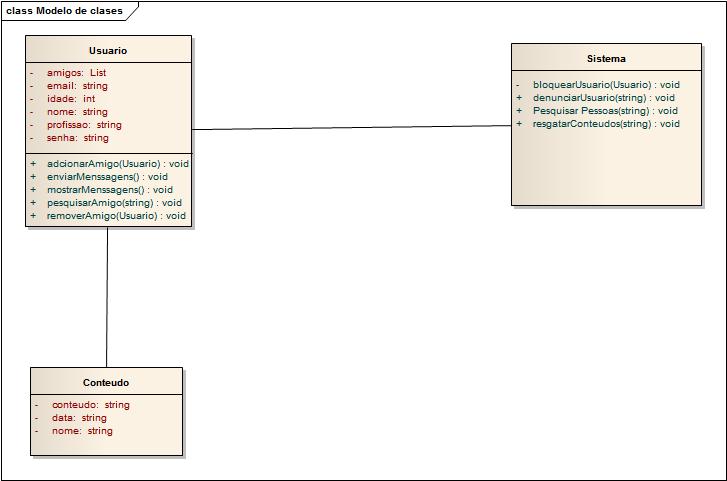 class Modelo de clases
Usuario
- amigos: List
- email: string
- idade: int
- nome: string
- profissao: string
- senha: string
+ adcionarAmigo(Usuario) : void
+ enviarMenssagens() : void
+ mostrarMenssagens() : void
+ pesquisarAmigo(string) : void
+ removerAmigo(Usuario) : void
Sistema
- bloquearUsuario(Usuario) : void
+ denunciarUsuario(string) : void
+ Pesquisar Pessoas(string) : void
+ resgatarConteudos(string) : void
Conteudo
- conteudo: string
- data: string
- nome: string